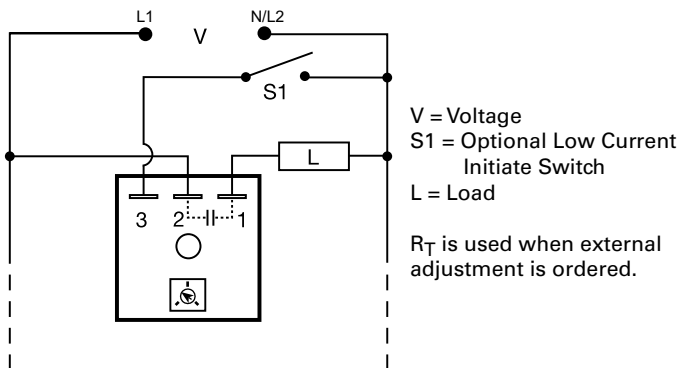 L1
V
N/L2
S1
L
3
2
1
V = Voltage
S1 = Optional Low Current
Initiate Switch
L = Load
RT is used when external
adjustment is ordered.